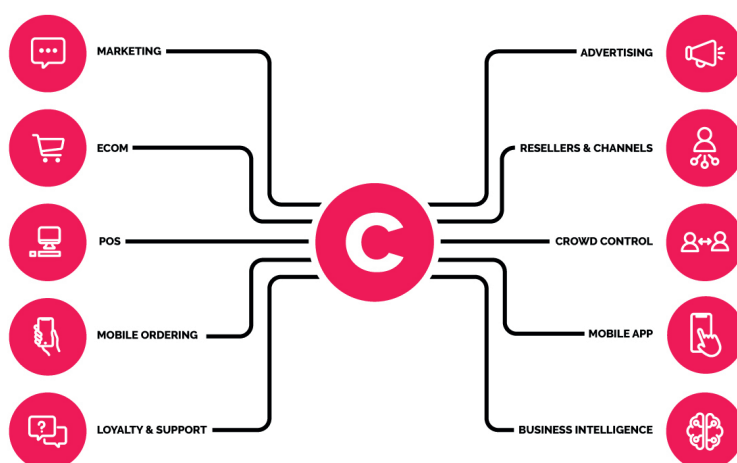 MARKETING
ADVERTISING
ECOM
RESELLERS & CHANNELS
C
POS
CROWD CONTROL
MOBILE ORDERING
MOBILE APP
?
LOYALTY & SUPPORT
BUSINESS INTELLIGENCE